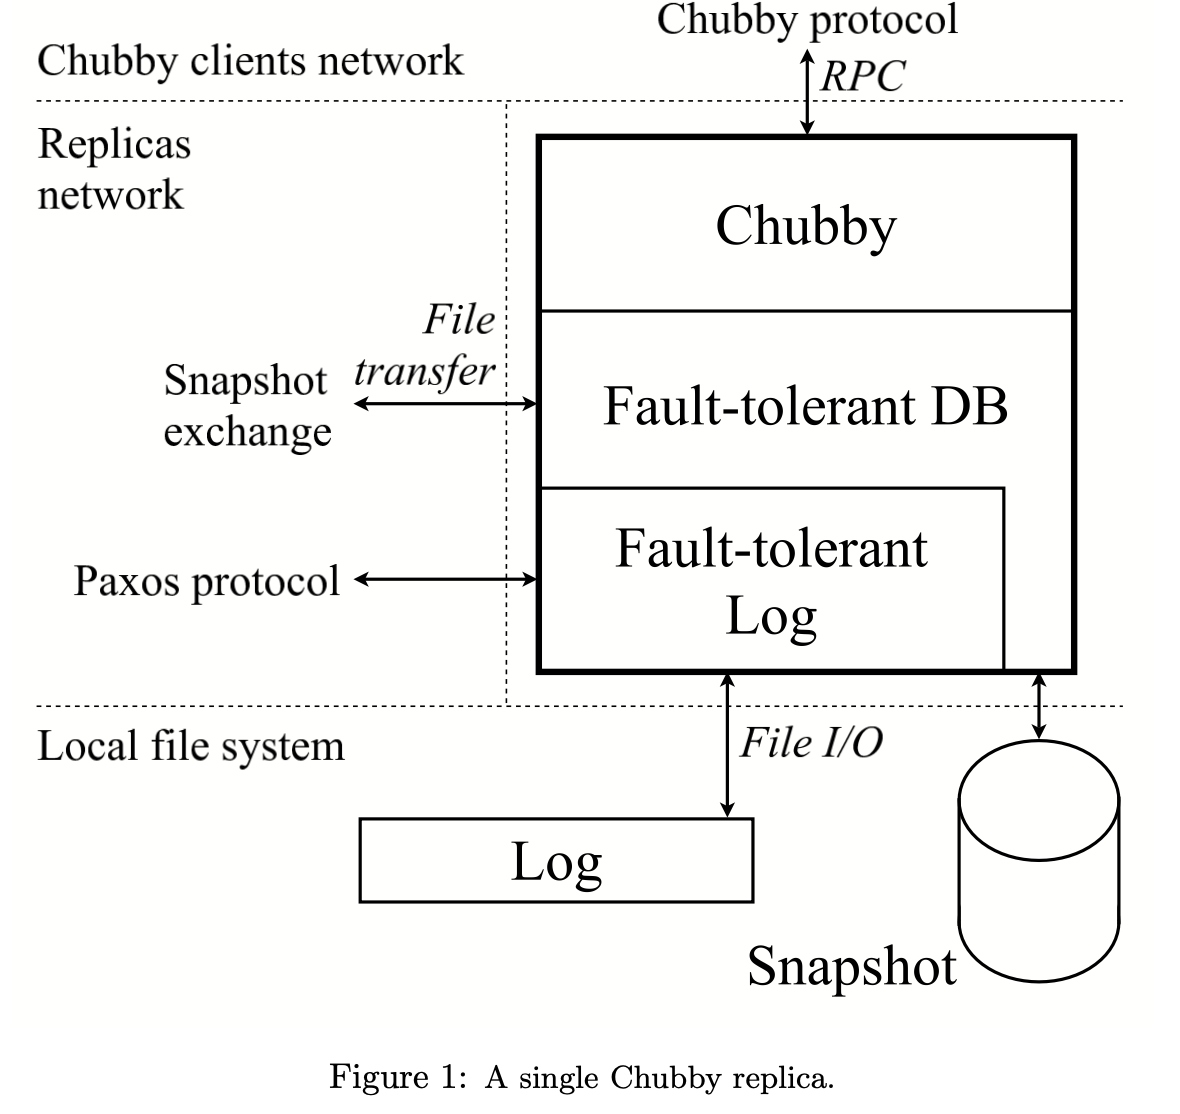 Chubby protocol
Chubby clients network
RPC
Replicas
network
Chubby
File
transfer
Snapshot
exchange
Fault-tolerant DB
Fault-tolerant
Log
Paxos protocol
Local file system
File I/O
Log
Snapshot
Figure 1: A single Chubby replica.